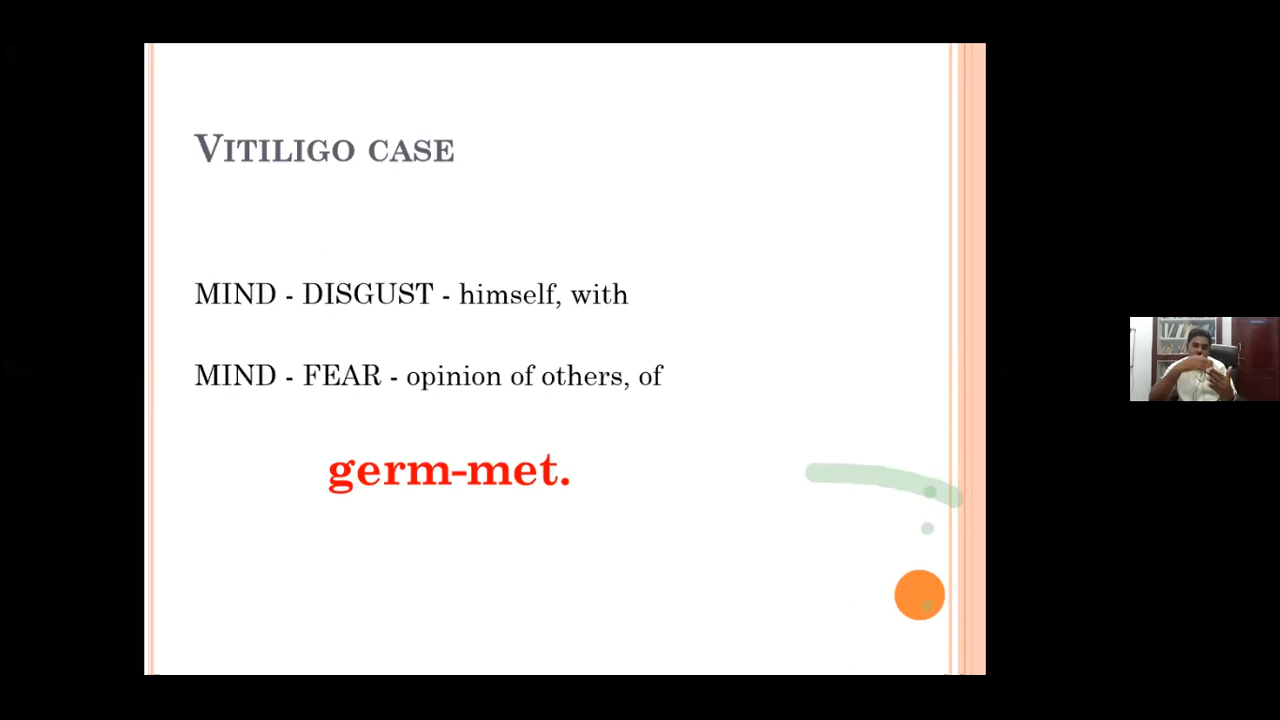 VITILIGO CASE
MIND - DISGUST - himself, with
MIND - FEAR - opinion of others, of
germ-met.